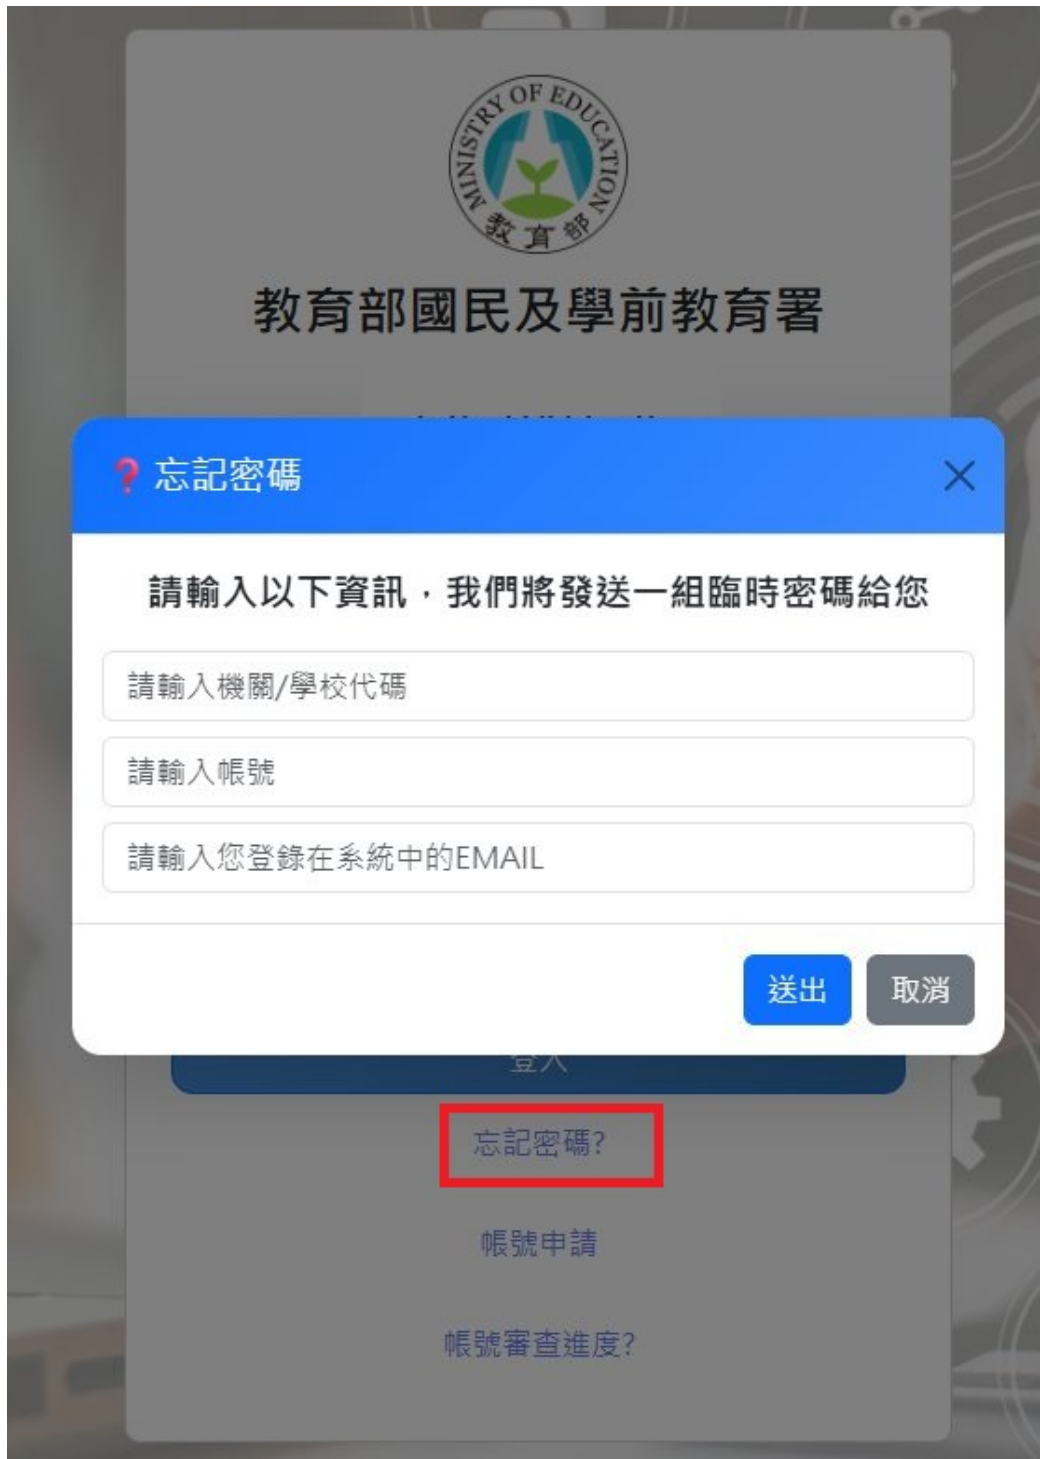 MINISTRY OF EDUCATION
教育部
教育部國民及學前教育署
❓忘記密碼
請輸入以下資訊，我們將發送一組臨時密碼給您
請輸入機關/學校代碼
請輸入帳號
請輸入您登錄在系統中的EMAIL
送出 取消
登入
忘記密碼?
帳號申請
帳號審查進度?